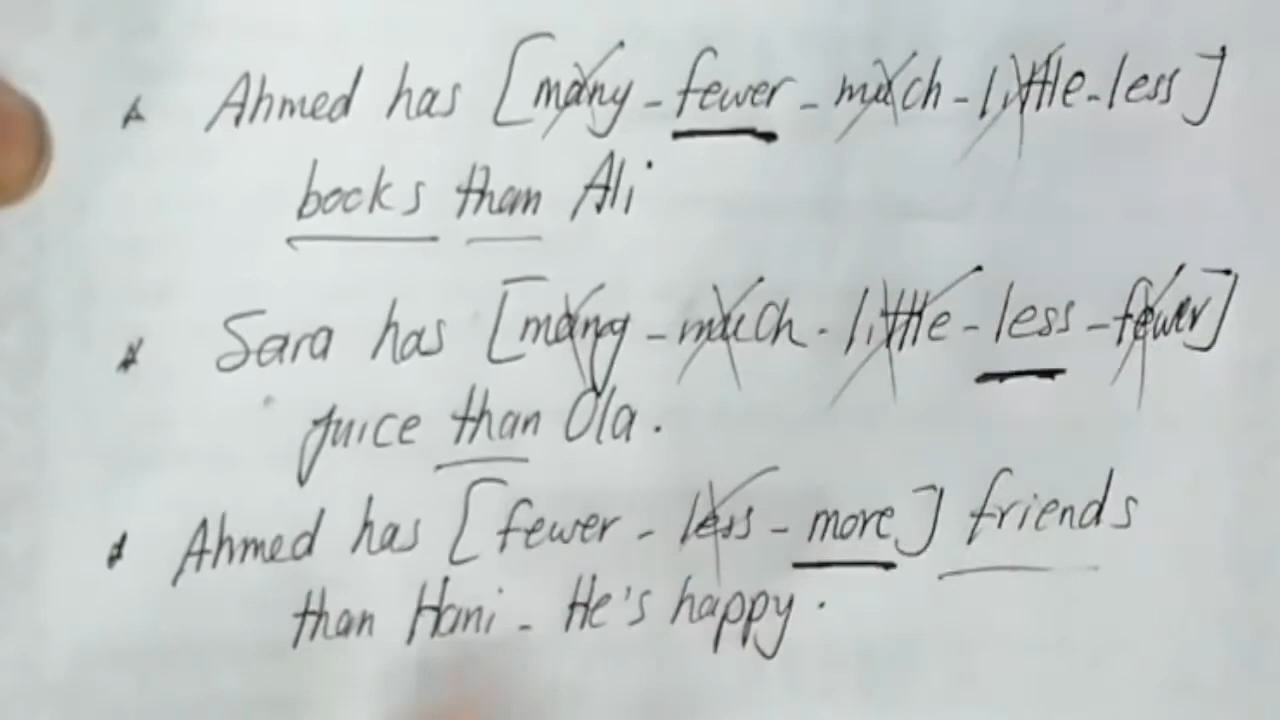 Ahmed has [many - fewer - much - little - less]
books than Ali
Sara has [many - much - little - less - fewer]
juice than Ola.
Ahmed has [fewer - less - more] friends
than Hani - He's happy.